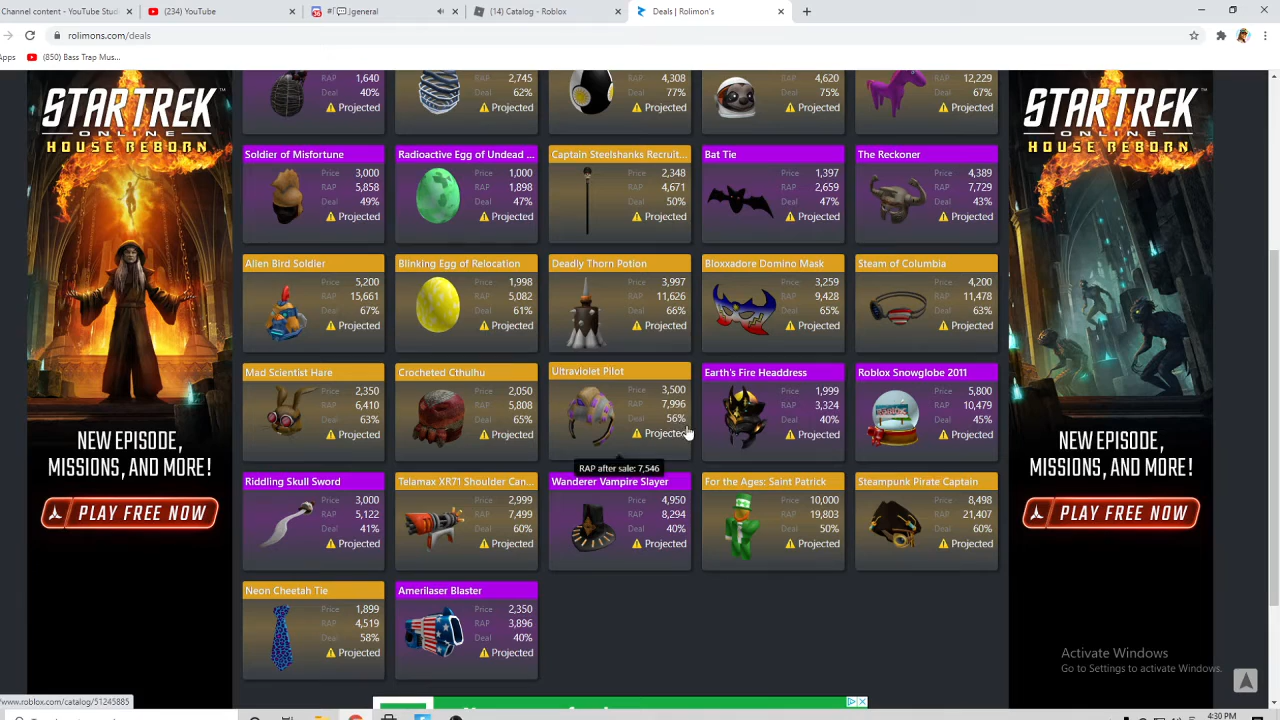 Channel content - YouTube Studi
(234) YouTube
general
(14) Catalog - Roblox
Deals | Rolimon's
rolimons.com/deals
Apps
(850) Bass Trap Mus...
STAR TREK
ONLINE
HOUSE REBORN
NEW EPISODE,
MISSIONS, AND MORE!
PLAY FREE NOW
RAP 1,640
Deal 40%
Projected
RAP 2,745
Deal 62%
Projected
RAP 4,308
Deal 77%
Projected
RAP 4,620
Deal 75%
Projected
RAP 12,229
Deal 67%
Projected
Soldier of Misfortune
Price 3,000
RAP 5,858
Deal 49%
Projected
Radioactive Egg of Undead ...
Price 1,000
RAP 1,898
Deal 47%
Projected
Captain Steelshanks Recruit...
Price 2,348
RAP 4,671
Deal 50%
Projected
Bat Tie
Price 1,397
RAP 2,659
Deal 47%
Projected
The Reckoner
Price 4,389
RAP 7,729
Deal 43%
Projected
Allen Bird Soldier
Price 5,200
RAP 15,661
Deal 67%
Projected
Blinking Egg of Relocation
Price 1,998
RAP 5,082
Deal 61%
Projected
Deadly Thorn Potion
Price 3,997
RAP 11,626
Deal 66%
Projected
Bloxxadore Domino Mask
Price 3,259
RAP 9,428
Deal 65%
Projected
Steam of Columbia
Price 4,200
RAP 11,478
Deal 63%
Projected
Mad Scientist Hare
Price 2,350
RAP 6,410
Deal 63%
Projected
Crocheted Cthulhu
Price 2,050
RAP 5,808
Deal 65%
Projected
Ultraviolet Pilot
Price 3,500
RAP 7,996
Deal 56%
Projected
RAP after sale: 7,546
Earth's Fire Headdress
Price 1,999
RAP 3,324
Deal 40%
Projected
Roblox Snowglobe 2011
Price 5,800
RAP 10,479
Deal 45%
Projected
Riddling Skull Sword
Price 3,000
RAP 5,122
Deal 41%
Projected
Telamax XR71 Shoulder Can...
Price 2,999
RAP 7,499
Deal 60%
Projected
Wanderer Vampire Slayer
Price 4,950
RAP 8,294
Deal 40%
Projected
For the Ages: Saint Patrick
Price 10,000
RAP 19,803
Deal 50%
Projected
Steampunk Pirate Captain
Price 8,498
RAP 21,407
Deal 60%
Projected
Neon Cheetah Tie
Price 1,899
RAP 4,519
Deal 58%
Projected
Amerilaser Blaster
Price 2,350
RAP 3,896
Deal 40%
Projected
STAR TREK
ONLINE
HOUSE REBORN
NEW EPISODE,
MISSIONS, AND MORE!
PLAY FREE NOW
Activate Windows
Go to Settings to activate Windows.
/www.roblox.com/catalog/51245885
4:30 PM